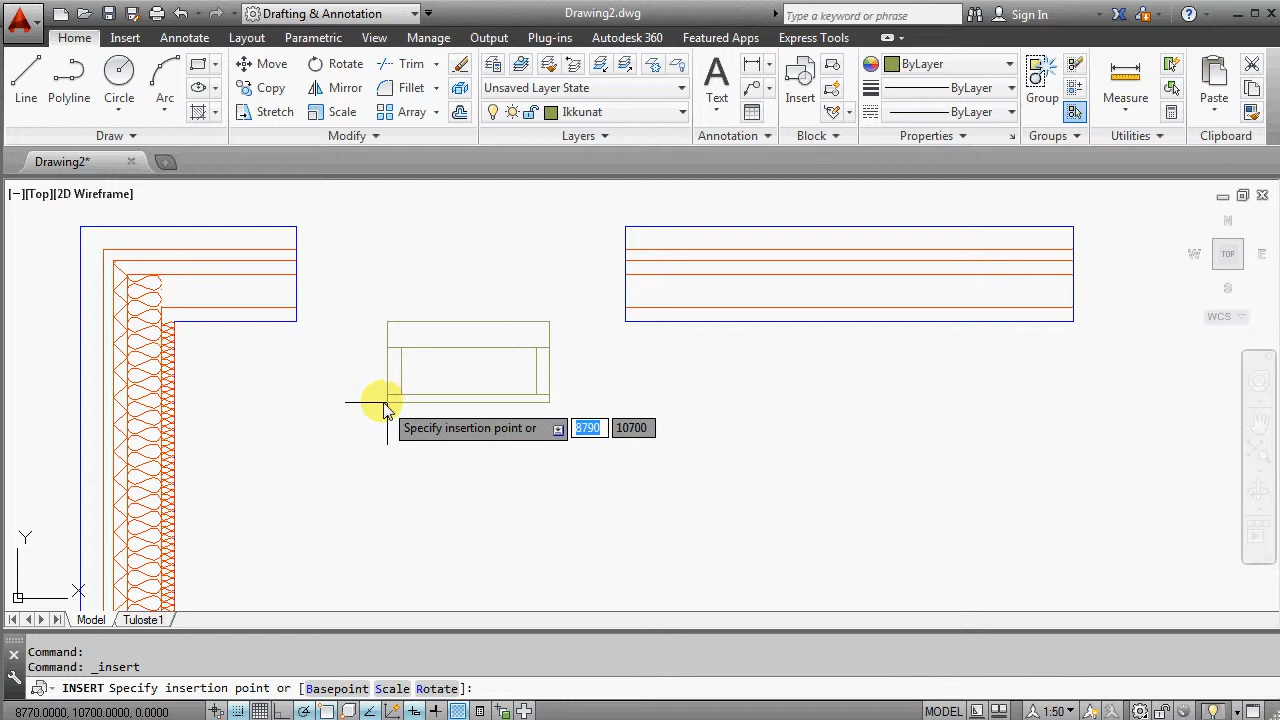 Drafting & Annotation
Drawing2.dwg
Type a keyword or phrase
Sign In
Home Insert Annotate Layout Parametric View Manage Output Plug-ins Autodesk 360 Featured Apps Express Tools
Line Polyline Circle Arc
Move Rotate Trim
Copy Mirror Fillet
Stretch Scale Array
Unsaved Layer State
Ikkunat
Text
Insert
ByLayer
ByLayer
ByLayer
Group
Measure
Paste
Draw Modify Layers Annotation Block Properties Groups Utilities Clipboard
Drawing2*
[−][Top][2D Wireframe]
N
W TOP E
S
WCS
Specify insertion point or 8790 10700
Y
X
Model Tuloste1
Command:
Command: _insert
INSERT Specify insertion point or [Basepoint Scale Rotate]:
8770.0000, 10700.0000, 0.0000
MODEL
1:50